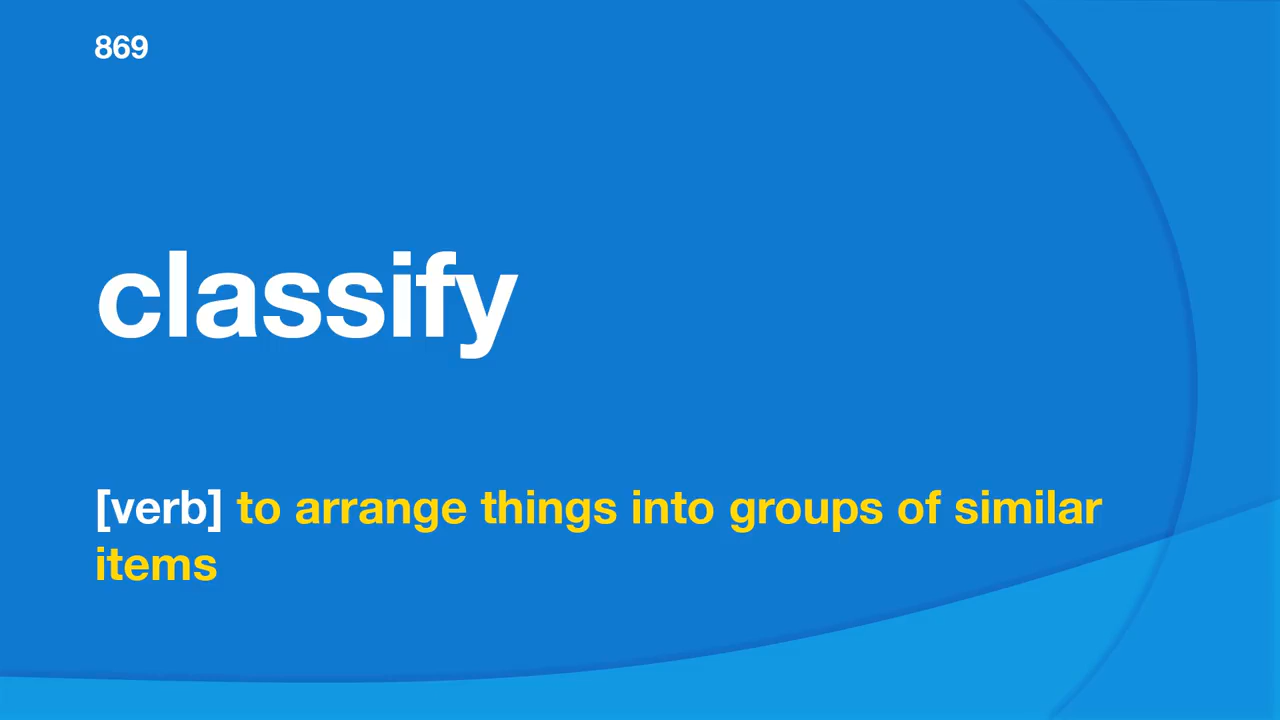 869
classify
[verb] to arrange things into groups of similar
items